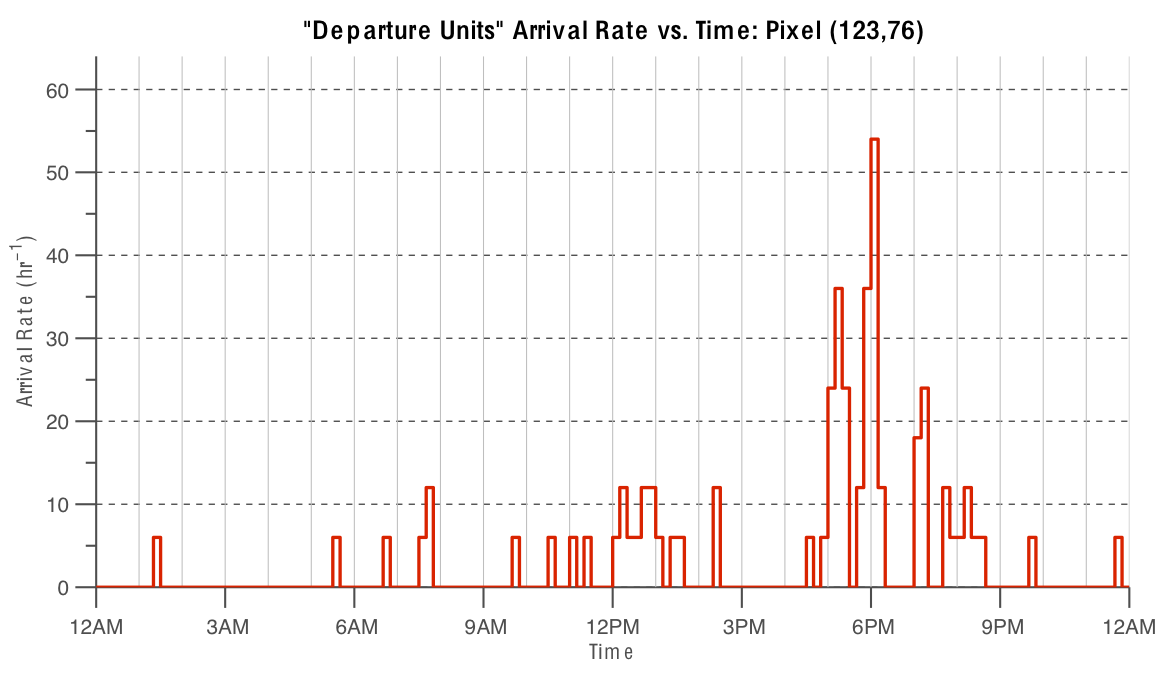 "Departure Units" Arrival Rate vs. Time: Pixel (123,76)
60
50
40
30
20
10
0
Arrival Rate (hr⁻¹)
12AM 3AM 6AM 9AM 12PM 3PM 6PM 9PM 12AM
Time